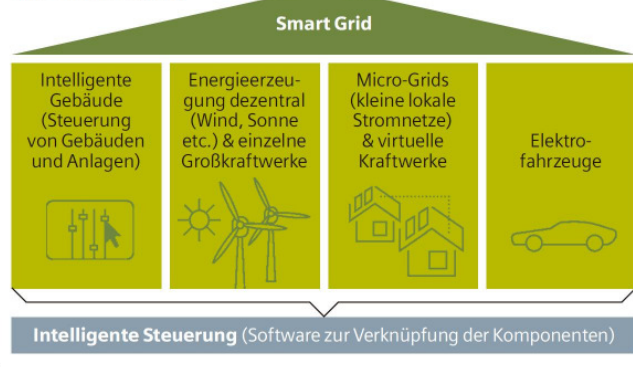 Smart Grid
Intelligente
Gebäude
(Steuerung
von Gebäuden
und Anlagen)
Energieerzeu-
gung dezentral
(Wind, Sonne
etc.) & einzelne
Großkraftwerke
Micro-Grids
(kleine lokale
Stromnetze)
& virtuelle
Kraftwerke
Elektro-
fahrzeuge
Intelligente Steuerung (Software zur Verknüpfung der Komponenten)